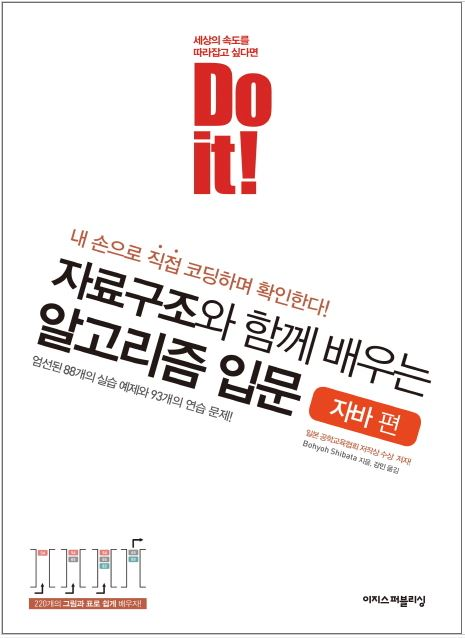 세상의 속도를
따라잡고 싶다면
Do
it!
내 손으로 직접 코딩하며 확인한다!
자료구조와 함께 배우는
알고리즘 입문
자바 편
엄선된 88개의 실습 예제와 93개의 연습 문제!
일본 공학교육협회 저작상 수상 저자!
Bohyoh Shibata 지음, 강민 옮김
220개의 그림과 표로 쉽게 배우자!
이지스 퍼블리싱